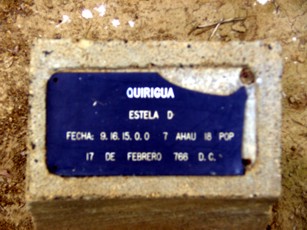 QUIRIGUA
ESTELA D
FECHA: 9.16.15.0.0 7 AHAU 18 POP
17 DE FEBRERO 766 D.C.